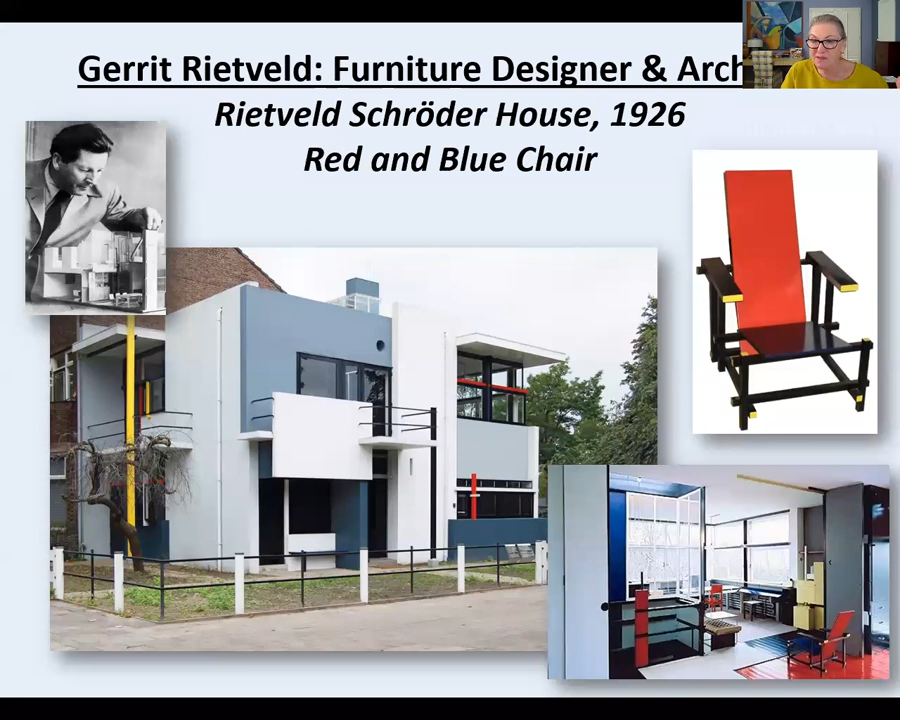 Gerrit Rietveld: Furniture Designer & Arch
Rietveld Schröder House, 1926
Red and Blue Chair